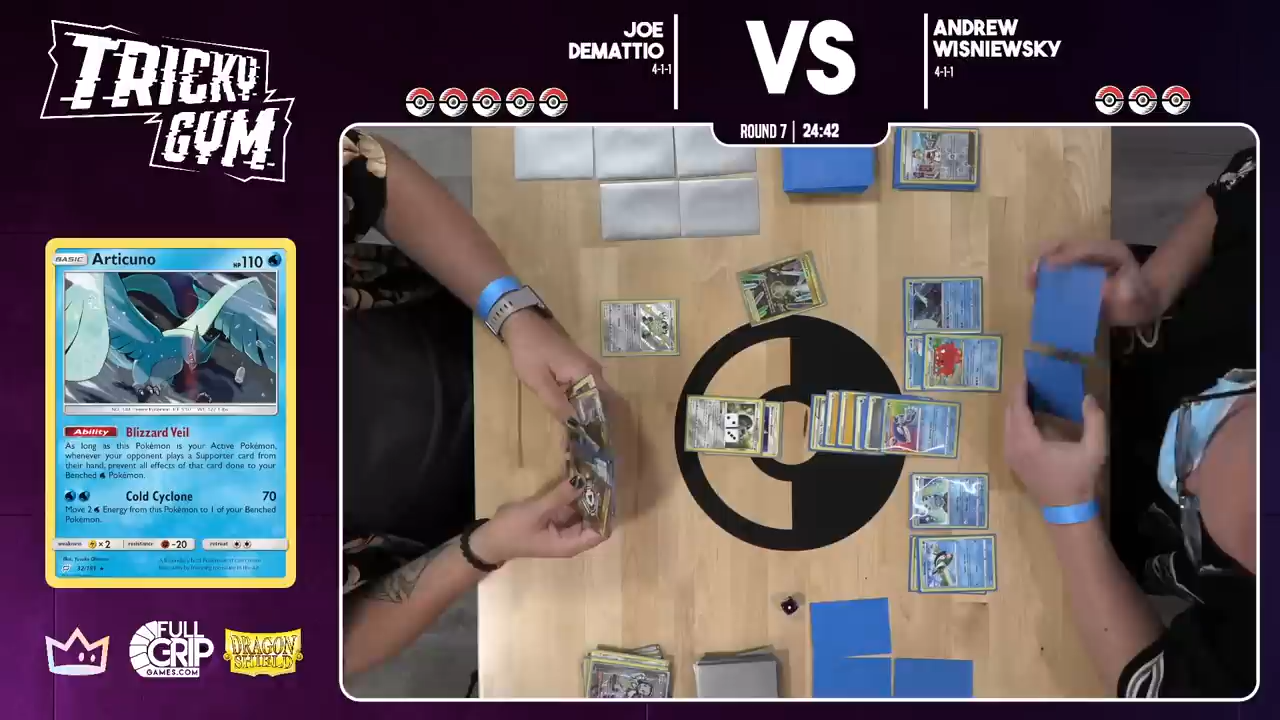 TRICKY
GYM
JOE
DEMATTIO
4-1-1
VS
ANDREW
WISNIEWSKY
4-1-1
ROUND 7 | 24:42
BASIC Articuno HP 110
Ability Blizzard Veil
As long as this Pokémon is your Active Pokémon,
whenever your opponent plays a Supporter card from
their hand, prevent all effects of that card done to your
Benched Pokémon.
Cold Cyclone 70
Move 2 Energy from this Pokémon to 1 of your Benched
Pokémon.
weakness ×2 resistance -20 retreat
FULL
GRIP
GAMES.COM
DRAGON
SHIELD